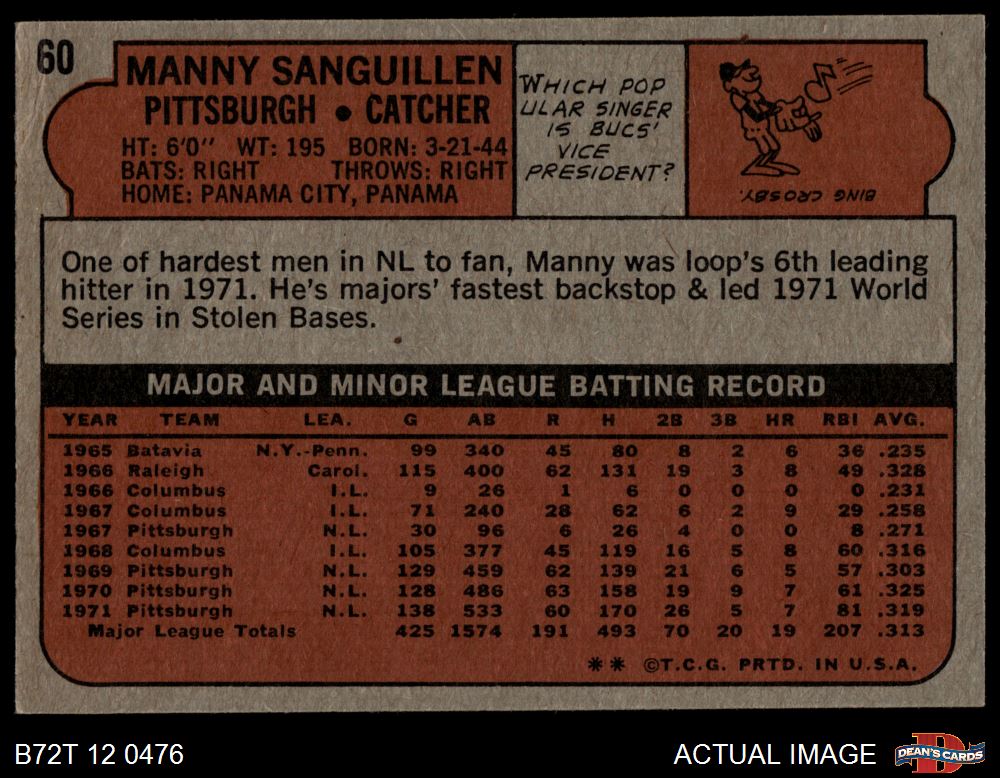 60
MANNY SANGUILLEN
PITTSBURGH • CATCHER
HT: 6'0" WT: 195 BORN: 3-21-44
BATS: RIGHT THROWS: RIGHT
HOME: PANAMA CITY, PANAMA
WHICH POP
ULAR SINGER
IS BUCS'
VICE
PRESIDENT?
BING CROSBY.
One of hardest men in NL to fan, Manny was loop's 6th leading
hitter in 1971. He's majors' fastest backstop & led 1971 World
Series in Stolen Bases.
MAJOR AND MINOR LEAGUE BATTING RECORD
YEAR TEAM LEA. G AB R H 2B 3B HR RBI AVG.
1965 Batavia N.Y.-Penn. 99 340 45 80 8 2 6 36 .235
1966 Raleigh Carol. 115 400 62 131 19 3 8 49 .328
1966 Columbus I.L. 9 26 1 6 0 0 0 0 .231
1967 Columbus I.L. 71 240 28 62 6 2 9 29 .258
1967 Pittsburgh N.L. 30 96 6 26 4 0 0 8 .271
1968 Columbus I.L. 105 377 45 119 16 5 8 60 .316
1969 Pittsburgh N.L. 129 459 62 139 21 6 5 57 .303
1970 Pittsburgh N.L. 128 486 63 158 19 9 7 61 .325
1971 Pittsburgh N.L. 138 533 60 170 26 5 7 81 .319
Major League Totals 425 1574 191 493 70 20 19 207 .313
** ©T.C.G. PRTD. IN U.S.A.
B72T 12 0476
ACTUAL IMAGE
DEAN'S CARDS